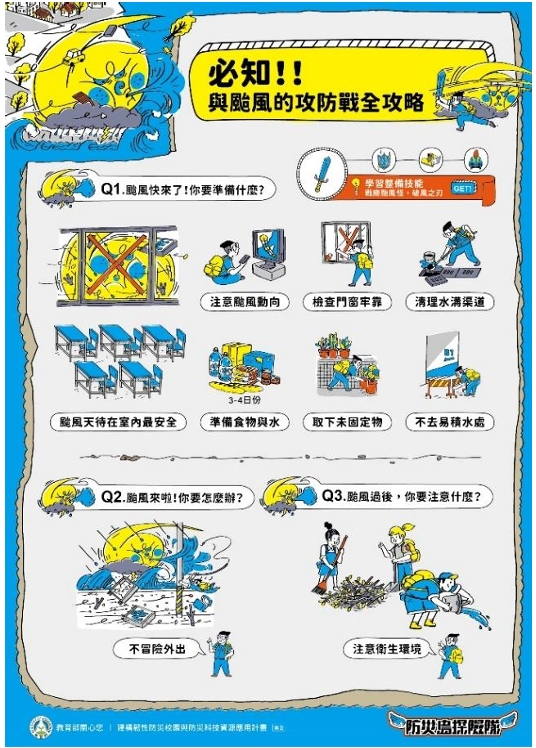 必知!!
與颱風的攻防戰全攻略
學習整備技能
戰勝颱風怪，破風之刃
GET!
Q1.颱風快來了!你要準備什麼?
注意颱風動向
檢查門窗牢靠
清理水溝渠道
3-4日份
颱風天待在室內最安全
準備食物與水
取下未固定物
不去易積水處
Q2.颱風來啦!你要怎麼辦?
Q3.颱風過後，你要注意什麼?
不冒險外出
注意衛生環境
教育部關心您 | 建構韌性防災校園與防災科技資源應用計畫
防災島探險隊